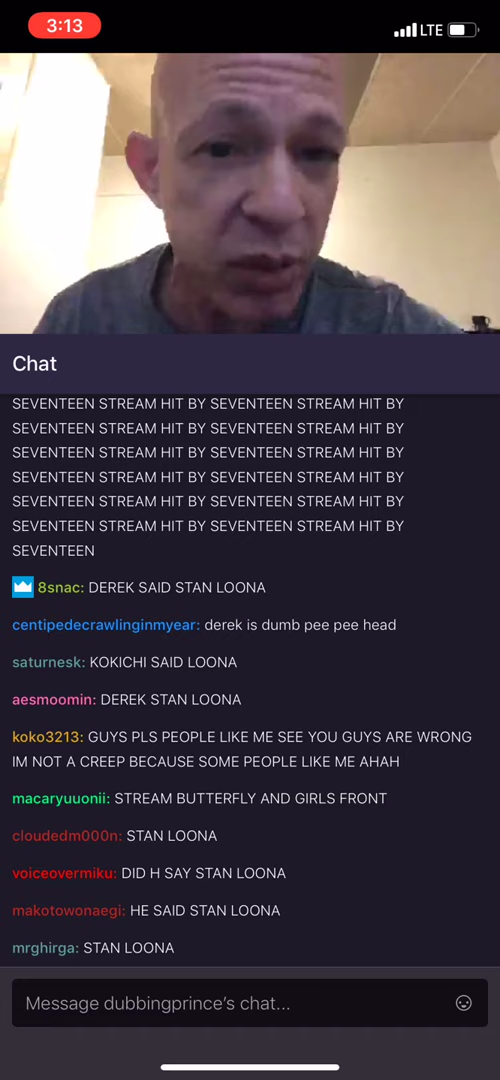 3:13
LTE
Chat
SEVENTEEN STREAM HIT BY SEVENTEEN STREAM HIT BY
SEVENTEEN STREAM HIT BY SEVENTEEN STREAM HIT BY
SEVENTEEN STREAM HIT BY SEVENTEEN STREAM HIT BY
SEVENTEEN STREAM HIT BY SEVENTEEN STREAM HIT BY
SEVENTEEN STREAM HIT BY SEVENTEEN STREAM HIT BY
SEVENTEEN STREAM HIT BY SEVENTEEN STREAM HIT BY
SEVENTEEN
8snac: DEREK SAID STAN LOONA
centipedecrawlinginmyear: derek is dumb pee pee head
saturnesk: KOKICHI SAID LOONA
aesmoomin: DEREK STAN LOONA
koko3213: GUYS PLS PEOPLE LIKE ME SEE YOU GUYS ARE WRONG
IM NOT A CREEP BECAUSE SOME PEOPLE LIKE ME AHAH
macaryuuonii: STREAM BUTTERFLY AND GIRLS FRONT
cloudedm000n: STAN LOONA
voiceovermiku: DID H SAY STAN LOONA
makotowonaegi: HE SAID STAN LOONA
mrghirga: STAN LOONA
Message dubbingprince's chat...